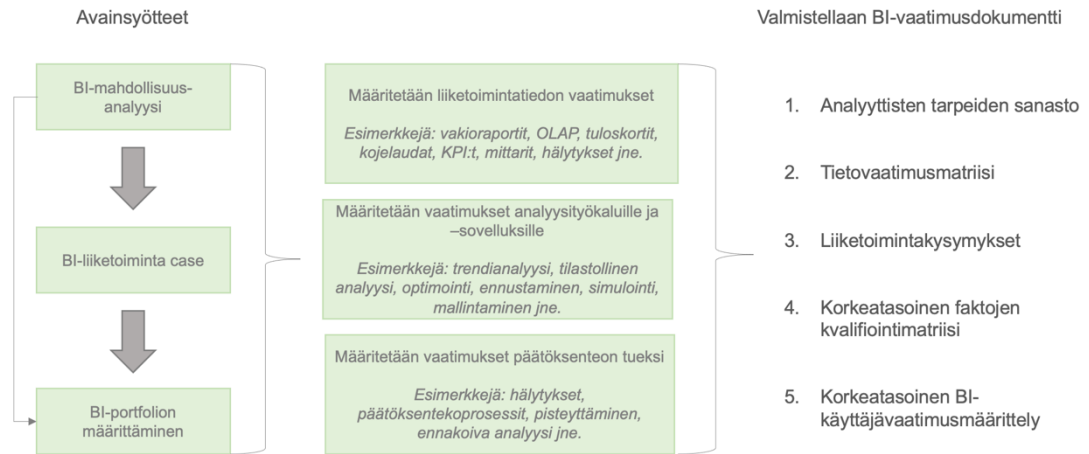 Avainsyötteet
BI-mahdollisuus-
analyysi
BI-liiketoiminta case
BI-portfolion
määrittäminen
Määritetään liiketoimintatiedon vaatimukset
Esimerkkejä: vakioraportit, OLAP, tuloskortit,
kojelaudat, KPI:t, mittarit, hälytykset jne.
Määritetään vaatimukset analyysityökaluille ja
–sovelluksille
Esimerkkejä: trendianalyysi, tilastollinen
analyysi, optimointi, ennustaminen, simulointi,
mallintaminen jne.
Määritetään vaatimukset päätöksenteon tueksi
Esimerkkejä: hälytykset,
päätöksentekoprosessit, pisteyttäminen,
ennakoiva analyysi jne.
Valmistellaan BI-vaatimusdokumentti
1. Analyyttisten tarpeiden sanasto
2. Tietovaatimusmatriisi
3. Liiketoimintakysymykset
4. Korkeatasoinen faktojen
kvalifiointimatriisi
5. Korkeatasoinen BI-
käyttäjävaatimusmäärittely